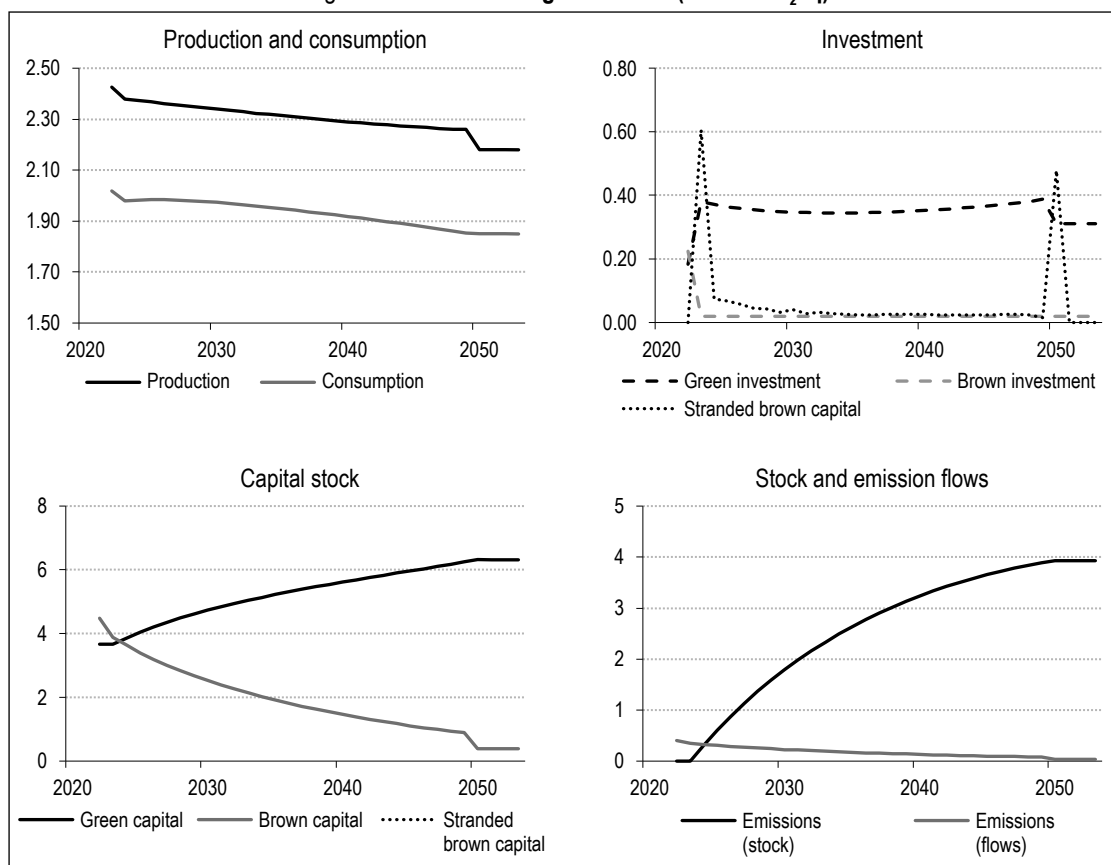 Production and consumption
2.50
2.30
2.10
1.90
1.70
1.50
2020 2030 2040 2050
Production Consumption
Investment
0.80
0.60
0.40
0.20
0.00
2020 2030 2040 2050
Green investment Brown investment
Stranded brown capital
Capital stock
8
6
4
2
0
2020 2030 2040 2050
Green capital Brown capital Stranded
brown capital
Stock and emission flows
5
4
3
2
1
0
2020 2030 2040 2050
Emissions Emissions
(stock) (flows)